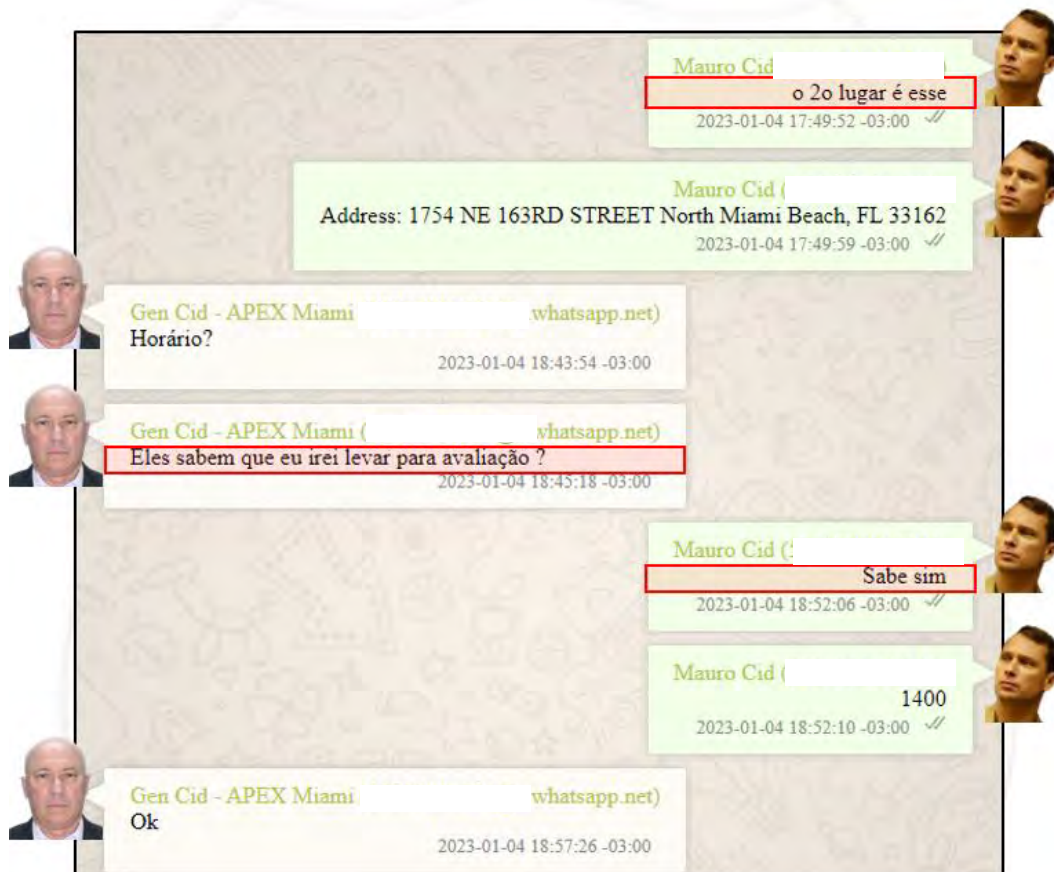 Mauro Cid )
o 2o lugar é esse
2023-01-04 17:49:52 -03:00
Mauro Cid (
Address: 1754 NE 163RD STREET North Miami Beach, FL 33162
2023-01-04 17:49:59 -03:00
Gen Cid - APEX Miami whatsapp.net)
Horário?
2023-01-04 18:43:54 -03:00
Gen Cid - APEX Miami ( whatsapp.net)
Eles sabem que eu irei levar para avaliação ?
2023-01-04 18:45:18 -03:00
Mauro Cid (
Sabe sim
2023-01-04 18:52:06 -03:00
Mauro Cid (
1400
2023-01-04 18:52:10 -03:00
Gen Cid - APEX Miami whatsapp.net)
Ok
2023-01-04 18:57:26 -03:00